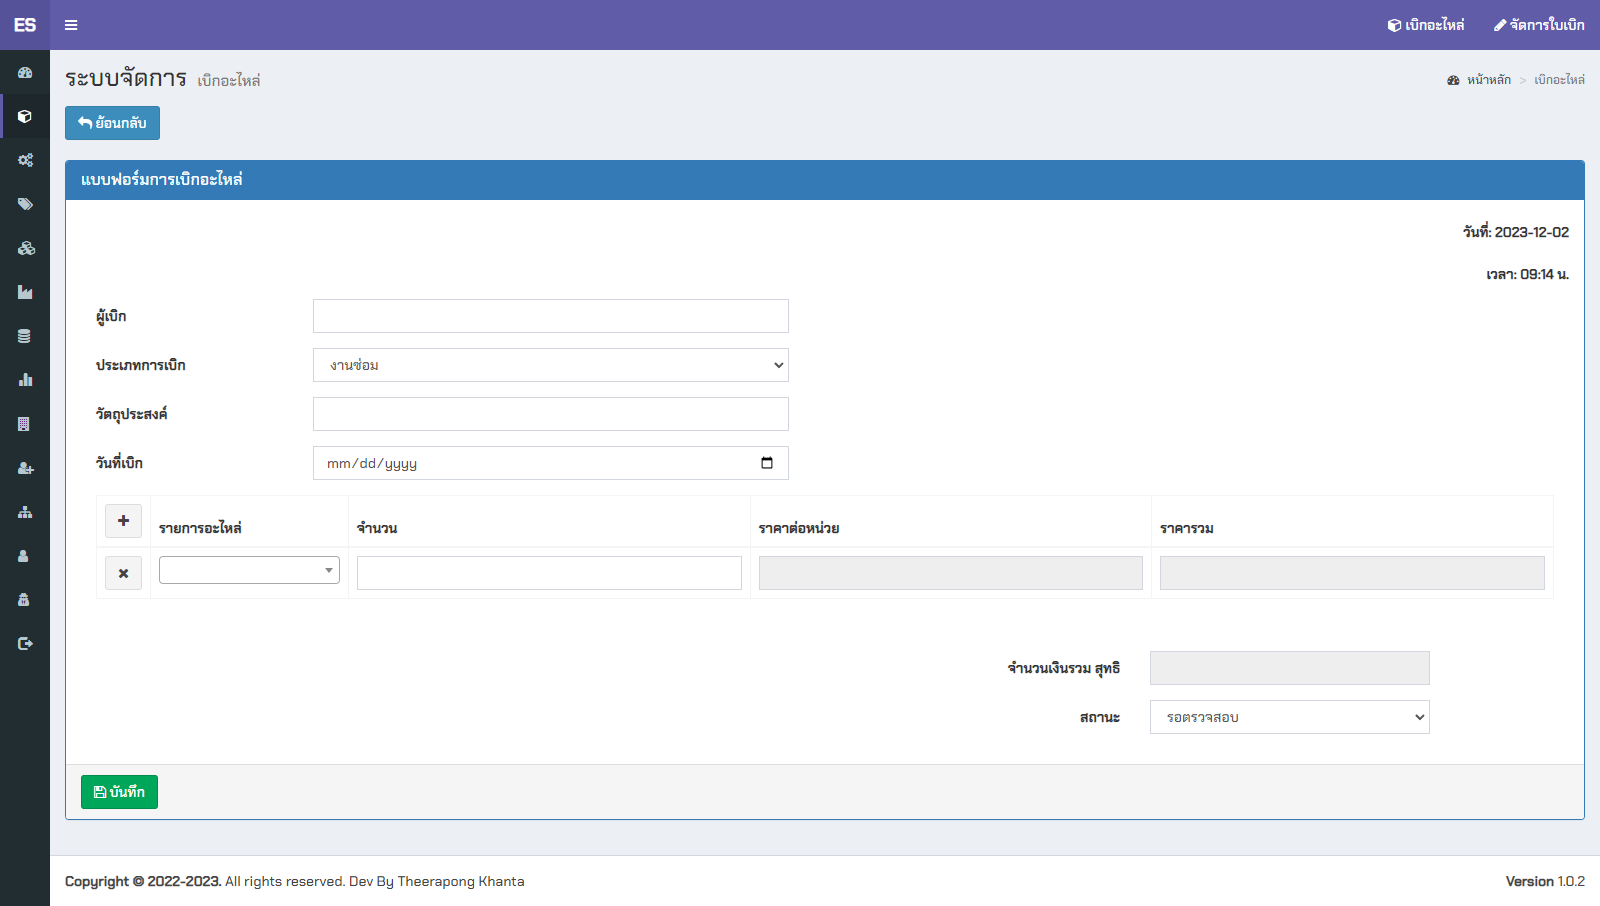 ES
เบิกอะไหล่ จัดการใบเบิก
ระบบจัดการ เบิกอะไหล่
หน้าหลัก > เบิกอะไหล่
ย้อนกลับ
แบบฟอร์มการเบิกอะไหล่
วันที่: 2023-12-02
เวลา: 09:14 น.
ผู้เบิก
ประเภทการเบิก งานซ่อม
วัตถุประสงค์
วันที่เบิก mm/dd/yyyy
รายการอะไหล่ จำนวน ราคาต่อหน่วย ราคารวม
จำนวนเงินรวม สุทธิ
สถานะ รอตรวจสอบ
บันทึก
Copyright © 2022-2023. All rights reserved. Dev By Theerapong Khanta
Version 1.0.2